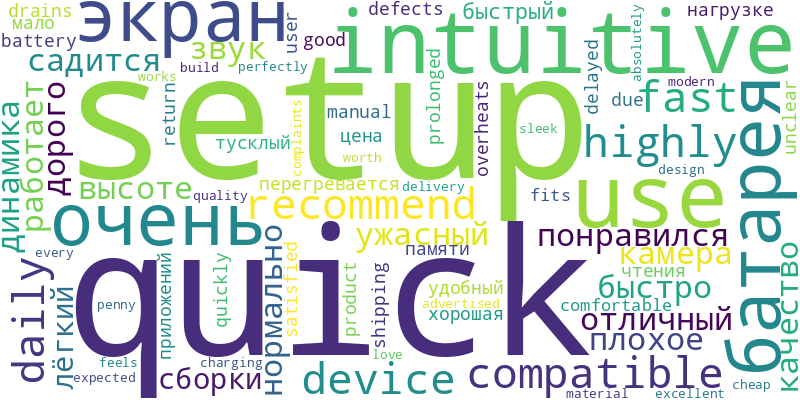 drains
мало
battery
экран
звук
user
good
defects
быстрый
intuitive
нагрузке
садится
build
perfectly
setup
return
works
complaints
manual
цена
prolonged
overheats
delayed
due
absolutely
modern
fast
батарея
unclear
динамика
работает
дорого
тусклый
worth
sleek
highly
design
высоте
quality
перегревается
delivery
fits
use
recommend
очень
ужасный
памяти
понравился
камера
качество
daily
every
лёгкий
quick
penny
feels
expected
приложений
quickly
сборки
charging
нормально
satisfied
product
shipping
love
удобный
advertised
хорошая
чтения
comfortable
быстро
отличный
плохое
device
compatible
material
excellent
cheap